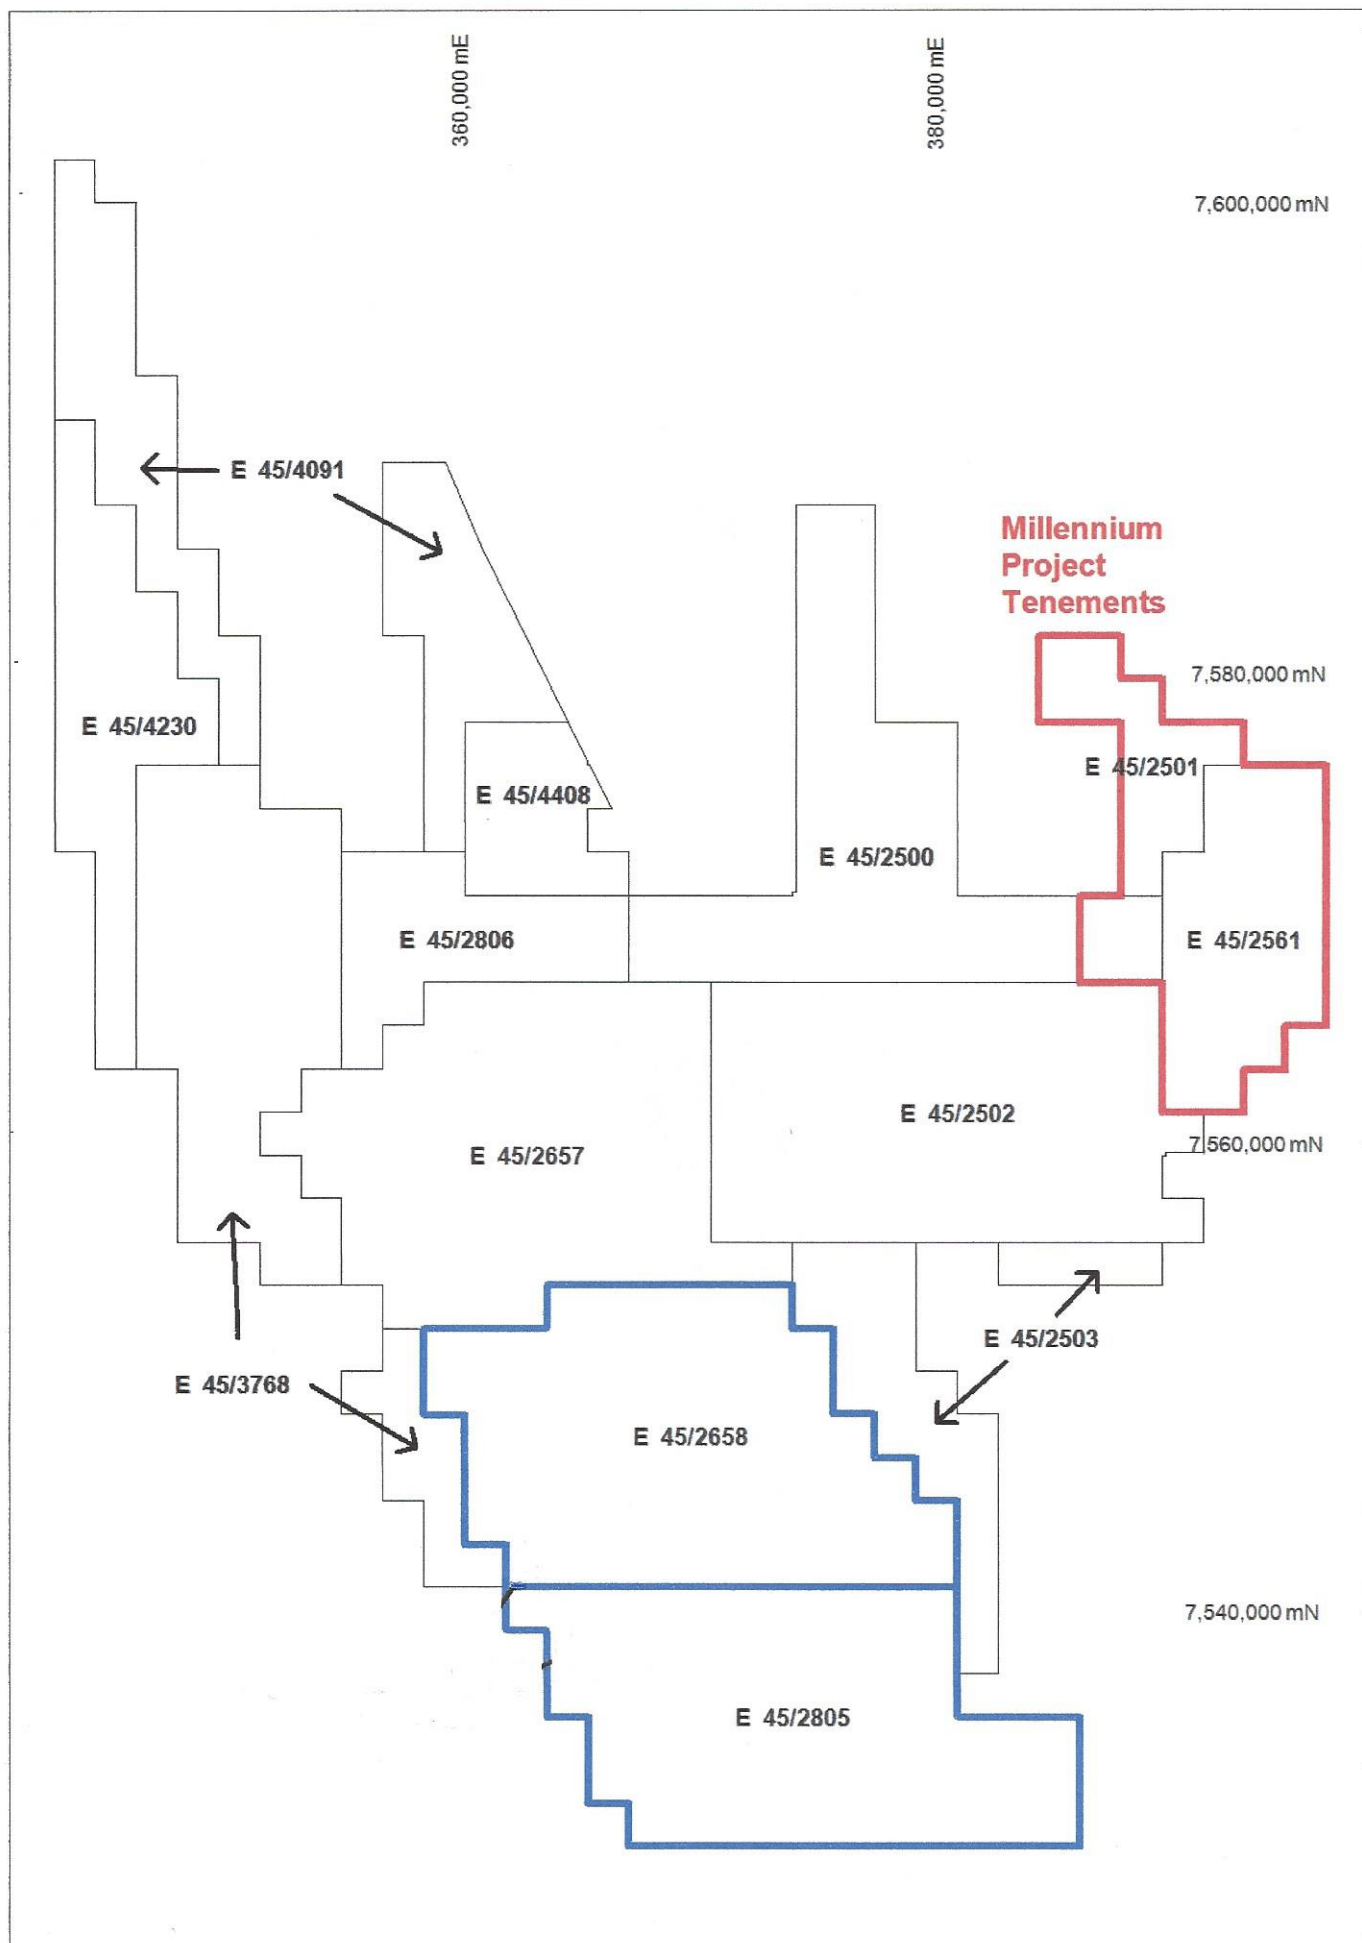 360,000 mE
380,000 mE
7,600,000 mN
E 45/4091
Millennium
Project
Tenements
7,580,000 mN
E 45/4230
E 45/2501
E 45/4408
E 45/2500
E 45/2806
E 45/2561
E 45/2502
7,560,000 mN
E 45/2657
E 45/2503
E 45/3768
E 45/2658
7,540,000 mN
E 45/2805